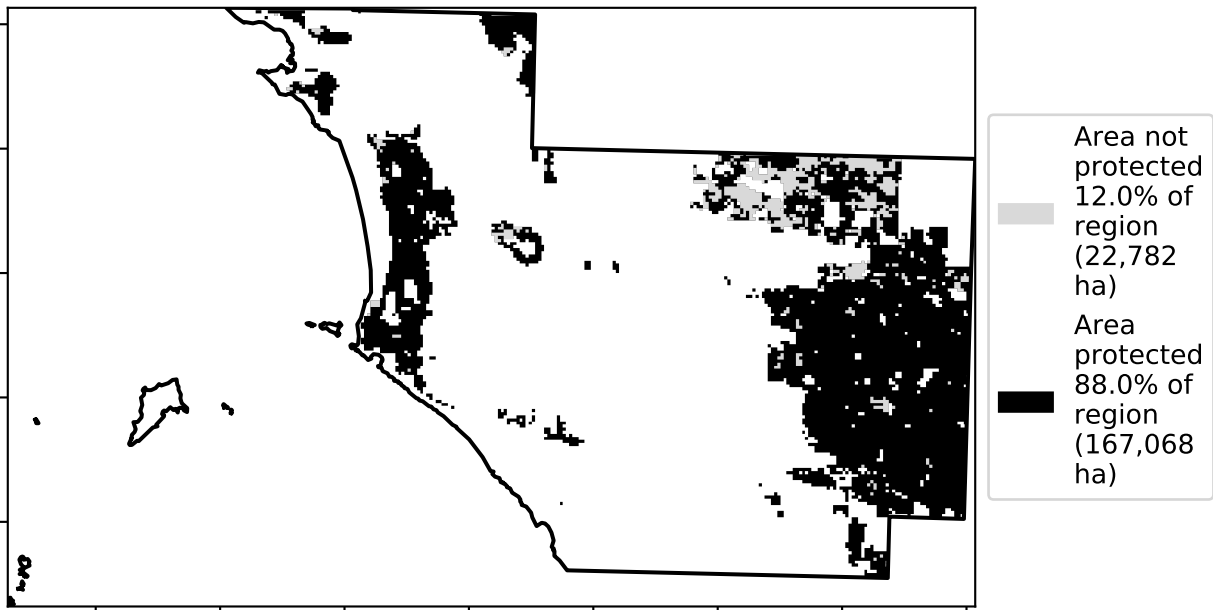 Area not
protected
12.0% of
region
(22,782
ha)
Area
protected
88.0% of
region
(167,068
ha)